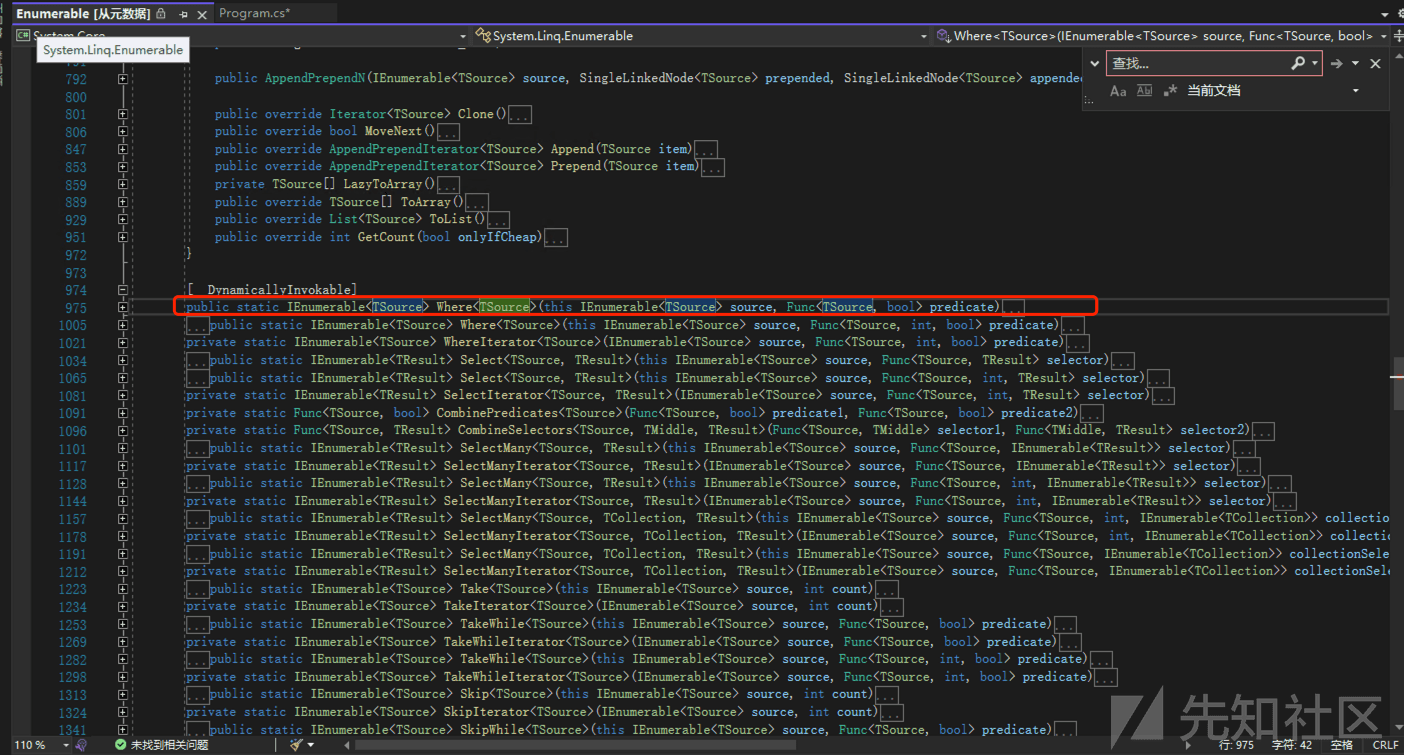 Enumerable [从元数据] Program.cs*
System.Core System.Linq.Enumerable Where<TSource>(IEnumerable<TSource> source, Func<TSource, bool>
System.Linq.Enumerable
查找...
Aa Ab 当前文档
792 public AppendPrependN(IEnumerable<TSource> source, SingleLinkedNode<TSource> prepended, SingleLinkedNode<TSource> appended
800
801 public override Iterator<TSource> Clone()...
806 public override bool MoveNext()...
847 public override AppendPrependIterator<TSource> Append(TSource item)...
853 public override AppendPrependIterator<TSource> Prepend(TSource item)...
859 private TSource[] LazyToArray()...
889 public override TSource[] ToArray()...
929 public override List<TSource> ToList()...
951 public override int GetCount(bool onlyIfCheap)...
972 }
973
974 [__DynamicallyInvokable]
975 public static IEnumerable<TSource> Where<TSource>(this IEnumerable<TSource> source, Func<TSource, bool> predicate)...
1005 ...public static IEnumerable<TSource> Where<TSource>(this IEnumerable<TSource> source, Func<TSource, int, bool> predicate)...
1021 private static IEnumerable<TSource> WhereIterator<TSource>(IEnumerable<TSource> source, Func<TSource, int, bool> predicate)...
1034 ...public static IEnumerable<TResult> Select<TSource, TResult>(this IEnumerable<TSource> source, Func<TSource, TResult> selector)...
1065 ...public static IEnumerable<TResult> Select<TSource, TResult>(this IEnumerable<TSource> source, Func<TSource, int, TResult> selector)...
1081 private static IEnumerable<TResult> SelectIterator<TSource, TResult>(IEnumerable<TSource> source, Func<TSource, int, TResult> selector)...
1091 private static Func<TSource, bool> CombinePredicates<TSource>(Func<TSource, bool> predicate1, Func<TSource, bool> predicate2)...
1096 private static Func<TSource, TResult> CombineSelectors<TSource, TMiddle, TResult>(Func<TSource, TMiddle> selector1, Func<TMiddle, TResult> selector2)...
1101 ...public static IEnumerable<TResult> SelectMany<TSource, TResult>(this IEnumerable<TSource> source, Func<TSource, IEnumerable<TResult>> selector)...
1117 private static IEnumerable<TResult> SelectManyIterator<TSource, TResult>(IEnumerable<TSource> source, Func<TSource, IEnumerable<TResult>> selector)...
1128 ...public static IEnumerable<TResult> SelectMany<TSource, TResult>(this IEnumerable<TSource> source, Func<TSource, int, IEnumerable<TResult>> selector)...
1144 private static IEnumerable<TResult> SelectManyIterator<TSource, TResult>(IEnumerable<TSource> source, Func<TSource, int, IEnumerable<TResult>> selector)...
1157 ...public static IEnumerable<TResult> SelectMany<TSource, TCollection, TResult>(this IEnumerable<TSource> source, Func<TSource, int, IEnumerable<TCollection>> collectio
1178 private static IEnumerable<TResult> SelectManyIterator<TSource, TCollection, TResult>(IEnumerable<TSource> source, Func<TSource, int, IEnumerable<TCollection>> collectio
1191 ...public static IEnumerable<TResult> SelectMany<TSource, TCollection, TResult>(this IEnumerable<TSource> source, Func<TSource, IEnumerable<TCollection>> collectionSele
1212 private static IEnumerable<TResult> SelectManyIterator<TSource, TCollection, TResult>(IEnumerable<TSource> source, Func<TSource, IEnumerable<TCollection>> collectionSele
1223 ...public static IEnumerable<TSource> Take<TSource>(this IEnumerable<TSource> source, int count)...
1234 private static IEnumerable<TSource> TakeIterator<TSource>(IEnumerable<TSource> source, int count)...
1253 ...public static IEnumerable<TSource> TakeWhile<TSource>(this IEnumerable<TSource> source, Func<TSource, bool> predicate)...
1269 private static IEnumerable<TSource> TakeWhileIterator<TSource>(IEnumerable<TSource> source, Func<TSource, bool> predicate)...
1282 ...public static IEnumerable<TSource> TakeWhile<TSource>(this IEnumerable<TSource> source, Func<TSource, int, bool> predicate)...
1298 private static IEnumerable<TSource> TakeWhileIterator<TSource>(IEnumerable<TSource> source, Func<TSource, int, bool> predicate)...
1313 ...public static IEnumerable<TSource> Skip<TSource>(this IEnumerable<TSource> source, int count)...
1324 private static IEnumerable<TSource> SkipIterator<TSource>(IEnumerable<TSource> source, int count)...
1341 ...public static IEnumerable<TSource> SkipWhile<TSource>(this IEnumerable<TSource> source, Func<TSource, bool> predicate)...
先知社区
110 % 未找到相关问题 行: 975 字符: 42 空格 CRLF